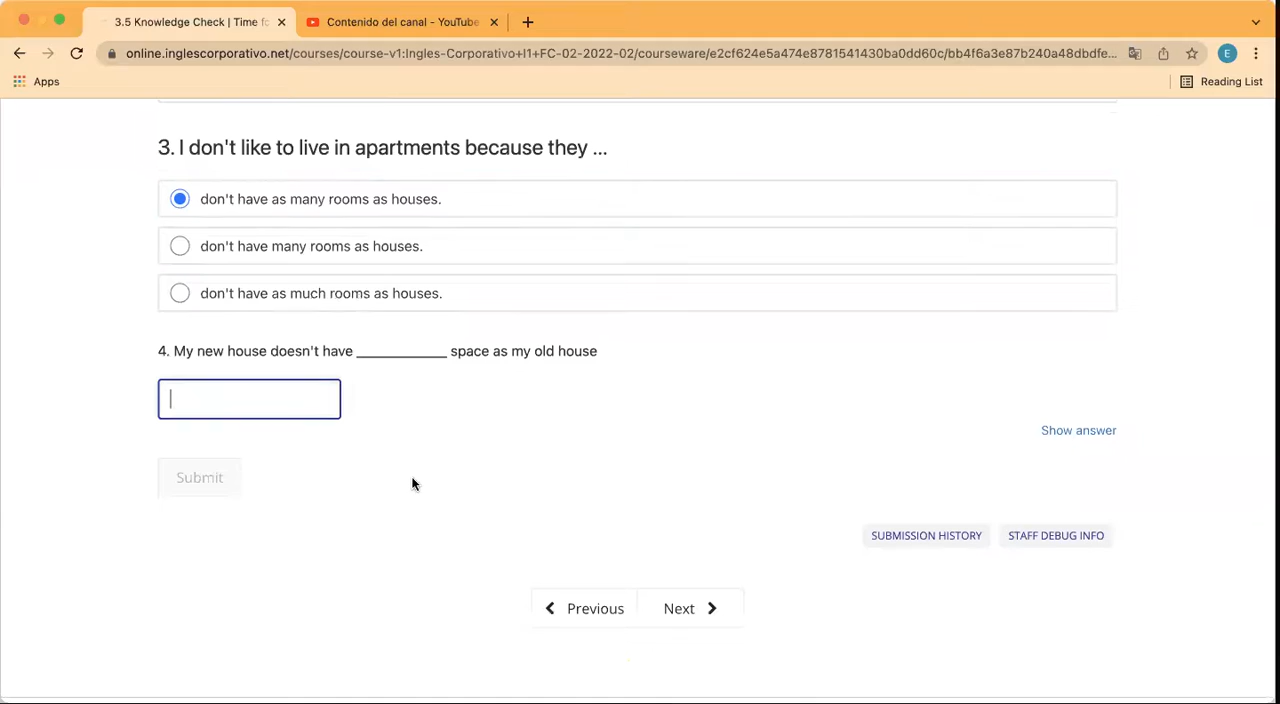 3.5 Knowledge Check | Time fo
Contenido del canal - YouTube
online.inglescorporativo.net/courses/course-v1:Ingles-Corporativo+I1+FC-02-2022-02/courseware/e2cf624e5a474e8781541430ba0dd60c/bb4f6a3e87b240a48dbdfe...
E
Apps
Reading List
3. I don't like to live in apartments because they ...
don't have as many rooms as houses.
don't have many rooms as houses.
don't have as much rooms as houses.
4. My new house doesn't have _____________ space as my old house
Show answer
Submit
SUBMISSION HISTORY
STAFF DEBUG INFO
Previous
Next